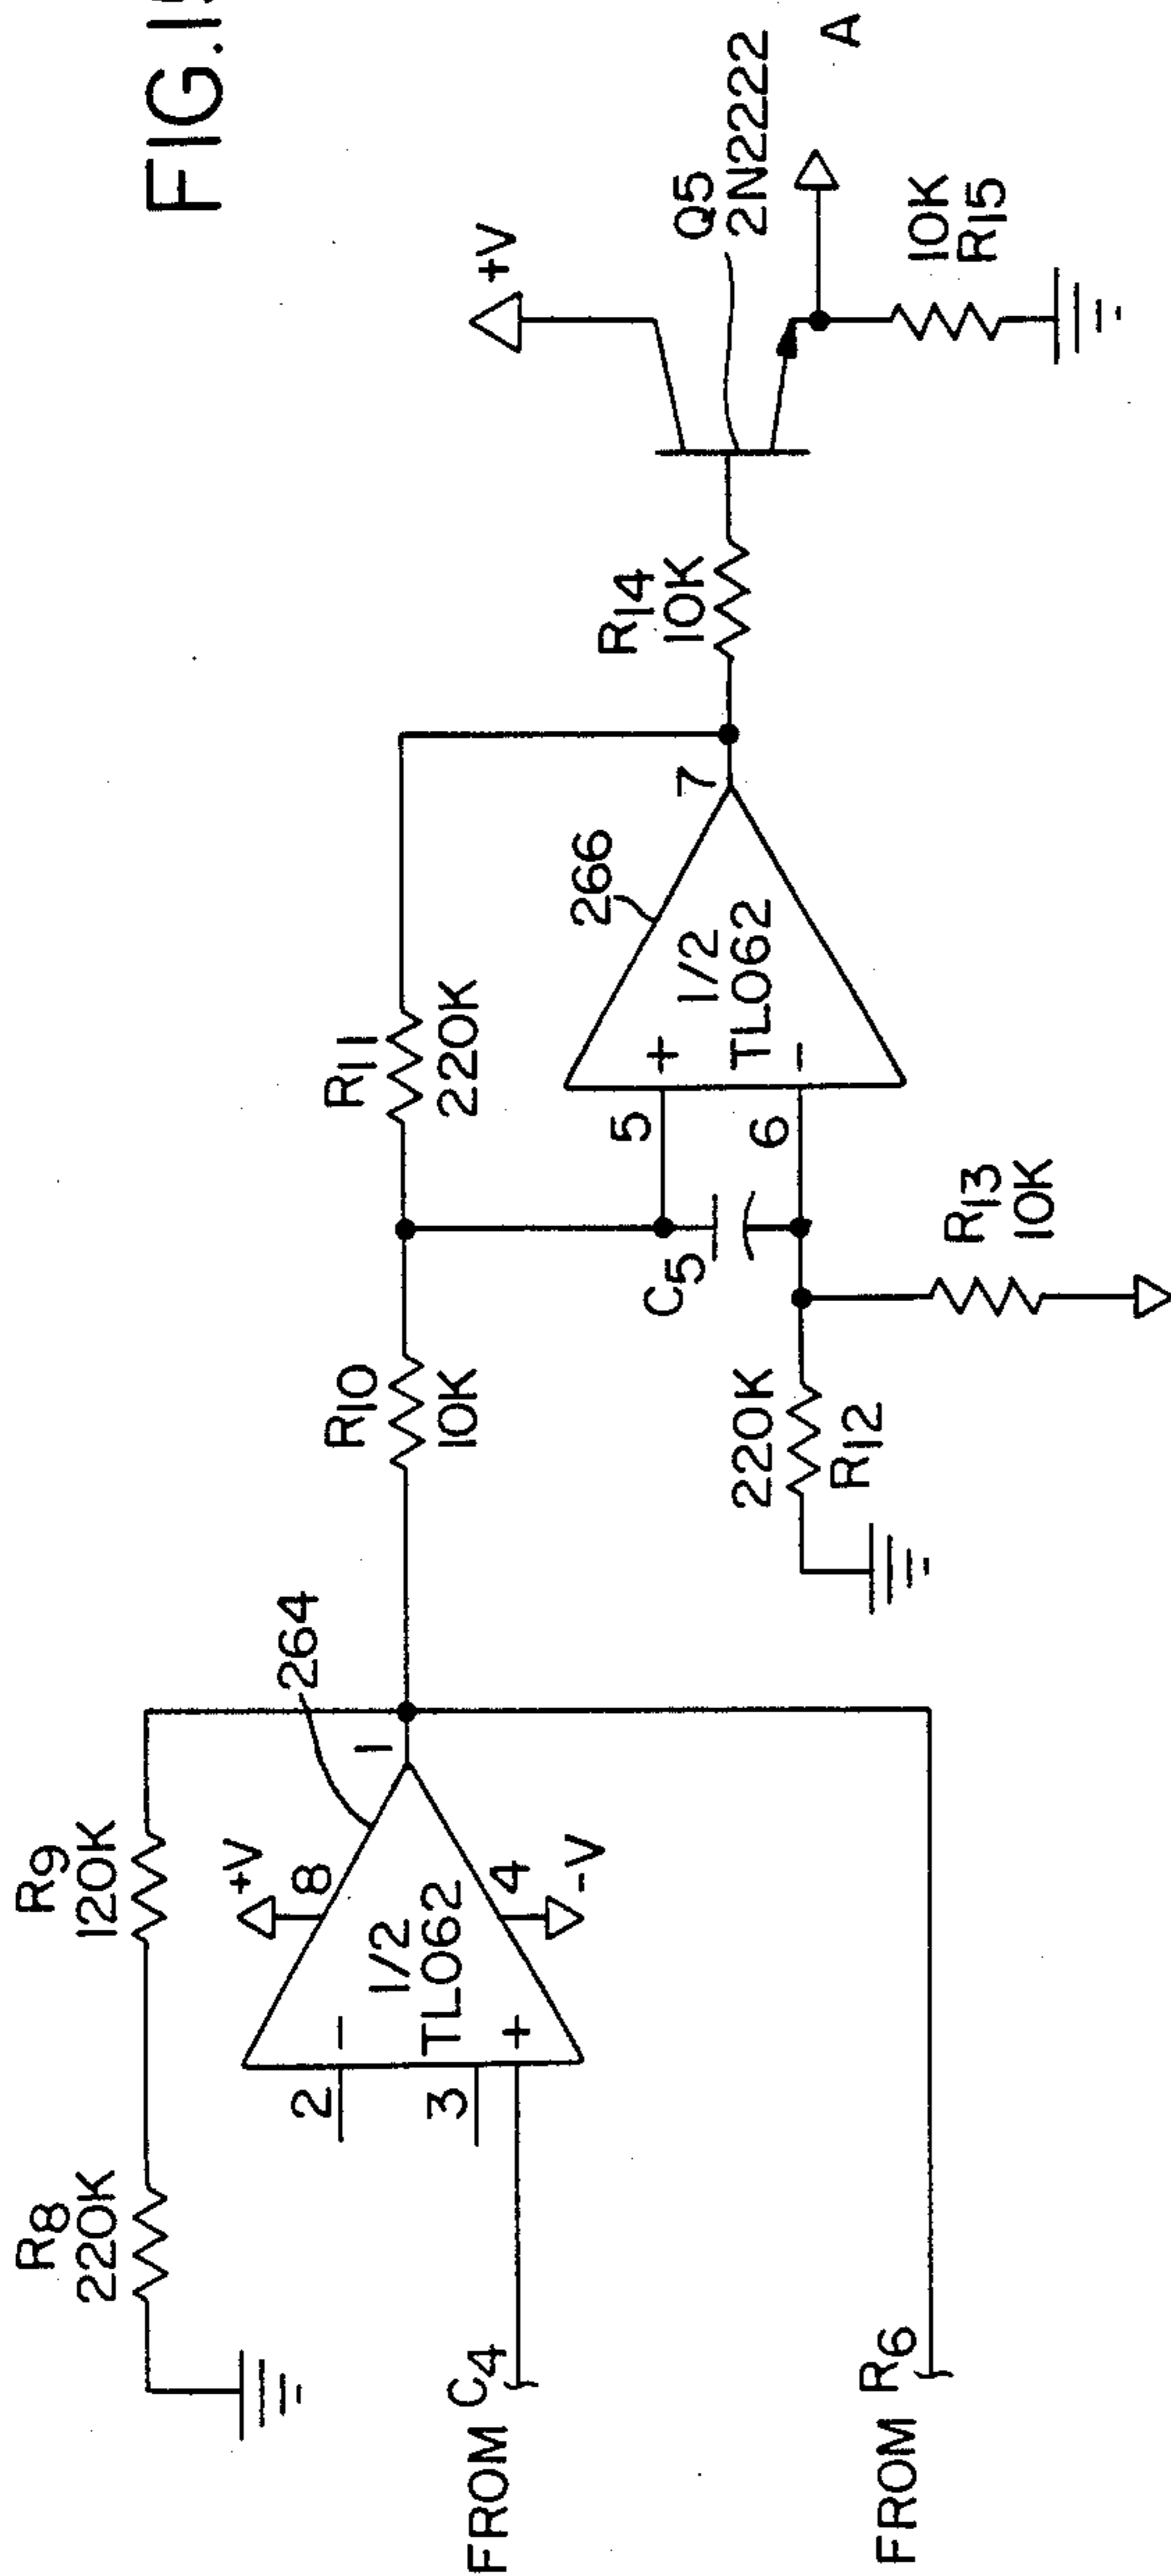 FIG.
R8
220K
R9
120K
+V
8
264
2
-
1/2
TL062
3
+
4
-V
1
FROM C4
FROM R6
R10
10K
R11
220K
C5
5
+
266
1/2
TL062
6
-
7
220K
R12
R13
10K
R14
10K
+V
Q5
2N2222
A
10K
R15